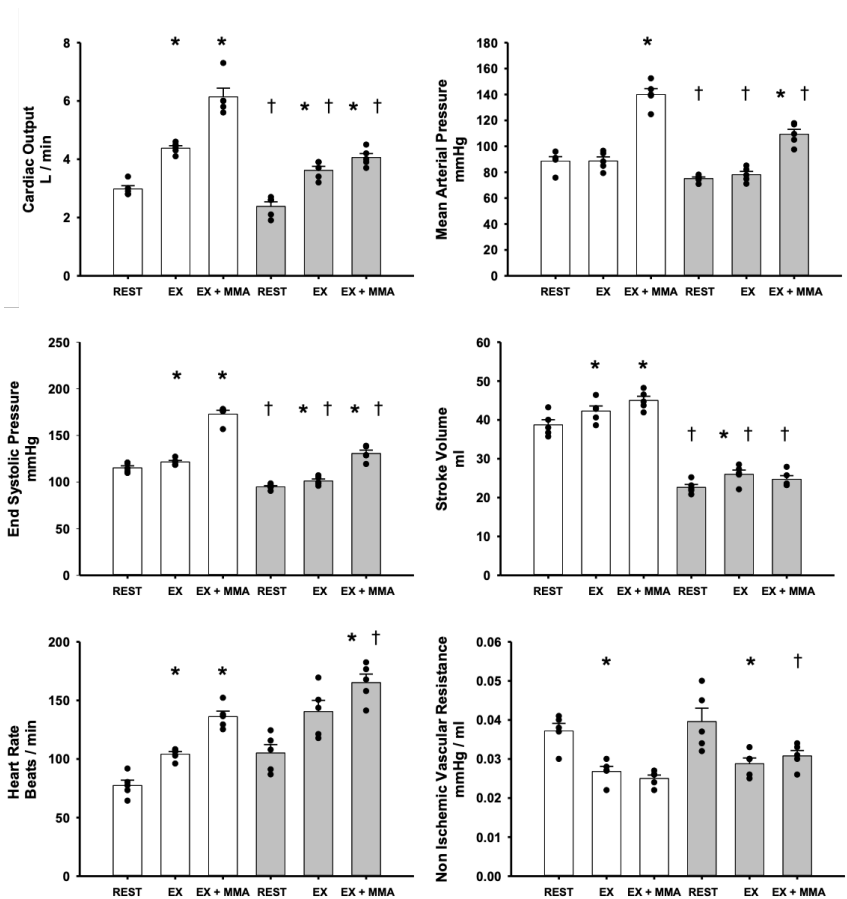 Cardiac Output
L / min
8
6
4
2
0
* * † * † * †
REST EX EX + MMA REST EX EX + MMA
Mean Arterial Pressure
mmHg
180
160
140
120
100
80
60
40
20
0
* † † * †
REST EX EX + MMA REST EX EX + MMA
End Systolic Pressure
mmHg
250
200
150
100
50
0
* * † * † * †
REST EX EX + MMA REST EX EX + MMA
Stroke Volume
ml
60
50
40
30
20
10
0
* * † * † †
REST EX EX + MMA REST EX EX + MMA
Heart Rate
Beats / min
200
150
100
50
0
* * * †
REST EX EX + MMA REST EX EX + MMA
Non Ischemic Vascular Resistance
mmHg / ml
0.06
0.05
0.04
0.03
0.02
0.01
0.00
* * †
REST EX EX + MMA REST EX EX + MMA